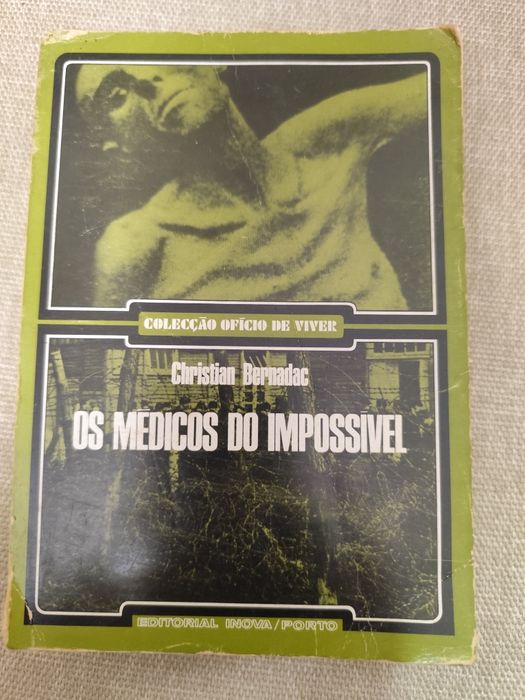 COLECÇÃO OFÍCIO DE VIVER
Christian Bernadac
OS MÉDICOS DO IMPOSSÍVEL
EDITORIAL INOVA/PORTO